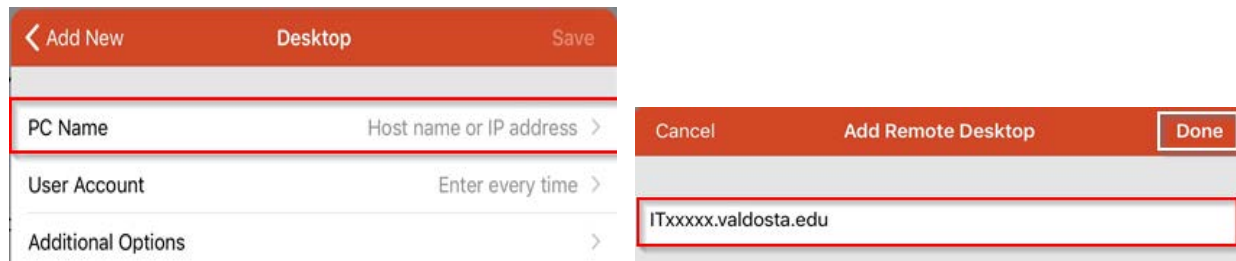 Add New Desktop Save
PC Name Host name or IP address
User Account Enter every time
Additional Options
Cancel Add Remote Desktop Done
ITxxxxx.valdosta.edu